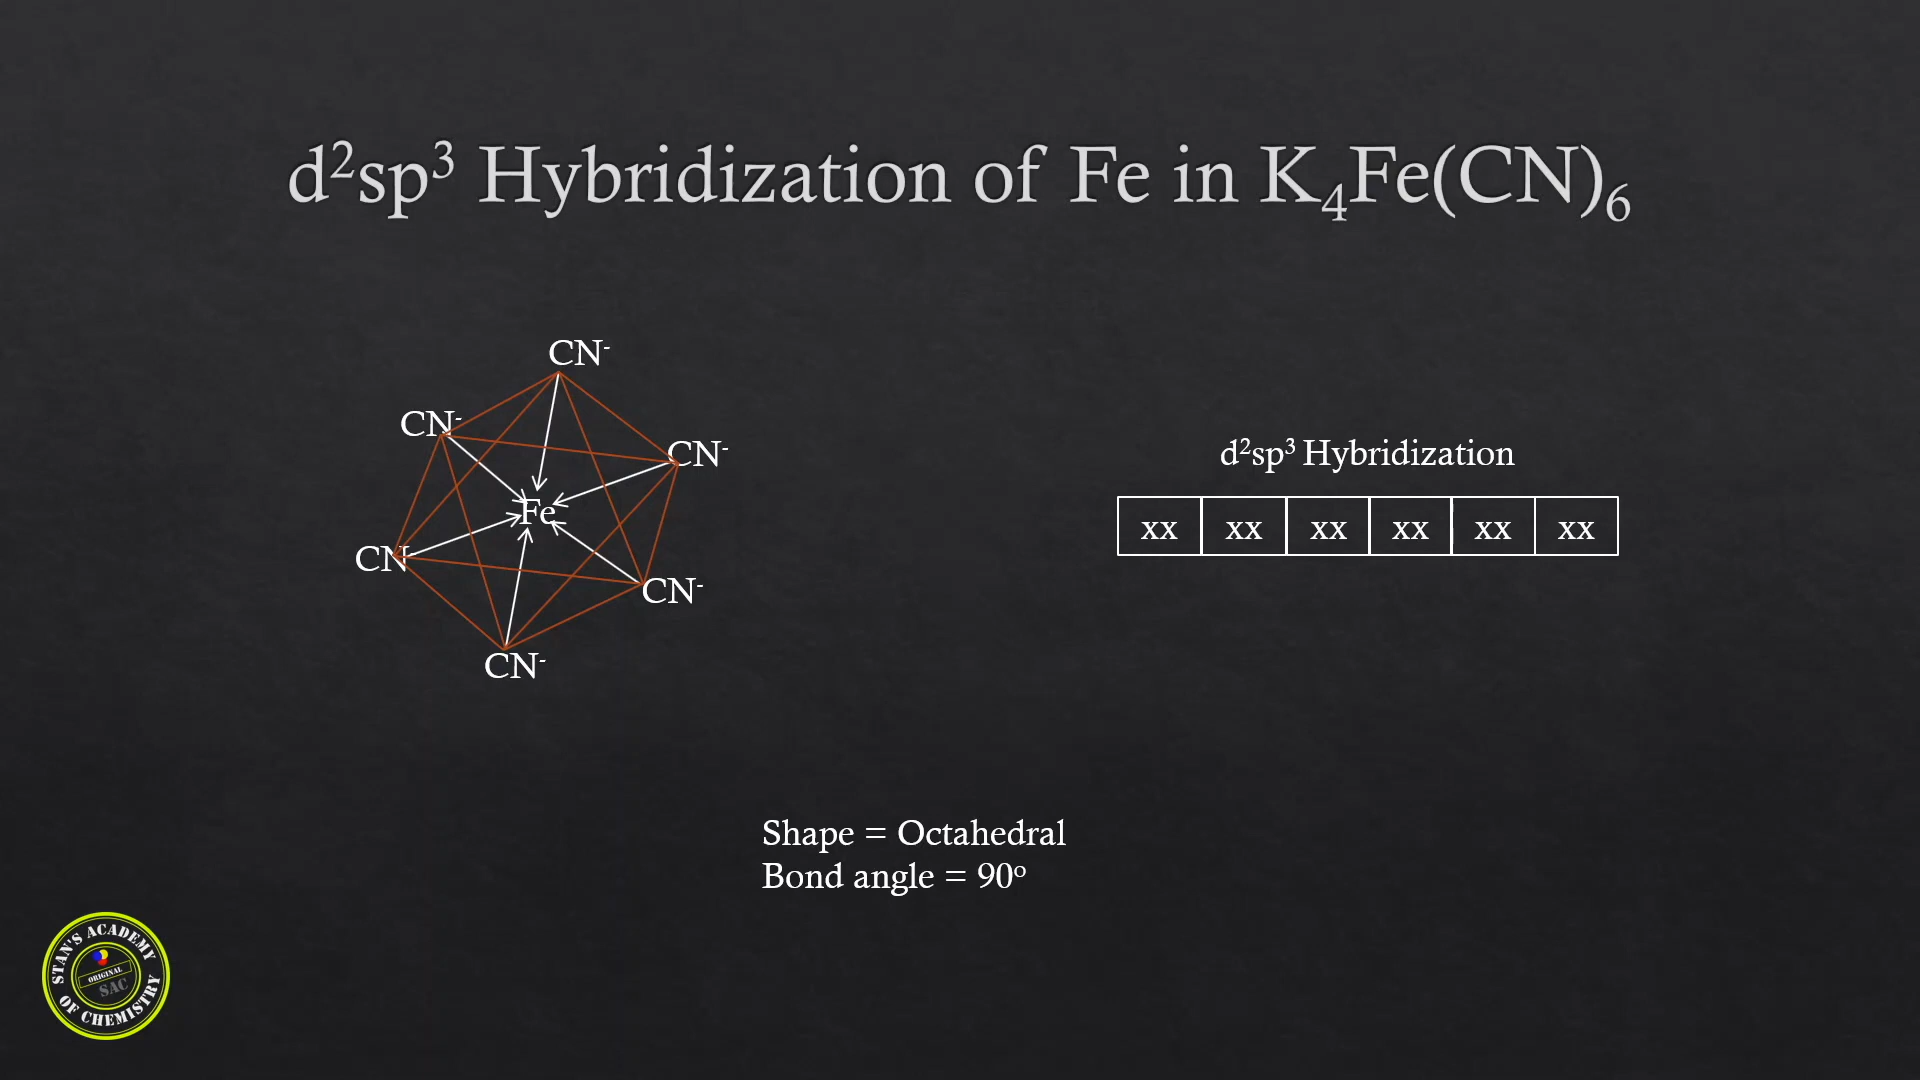 d²sp³ Hybridization of Fe in K₄Fe(CN)₆
CN⁻
CN⁻
CN⁻
Fe
CN
CN⁻
CN⁻
d²sp³ Hybridization
xx xx xx xx xx xx
Shape = Octahedral
Bond angle = 90º
STAN'S ACADEMY
OF CHEMISTRY
ORIGINAL
SAC